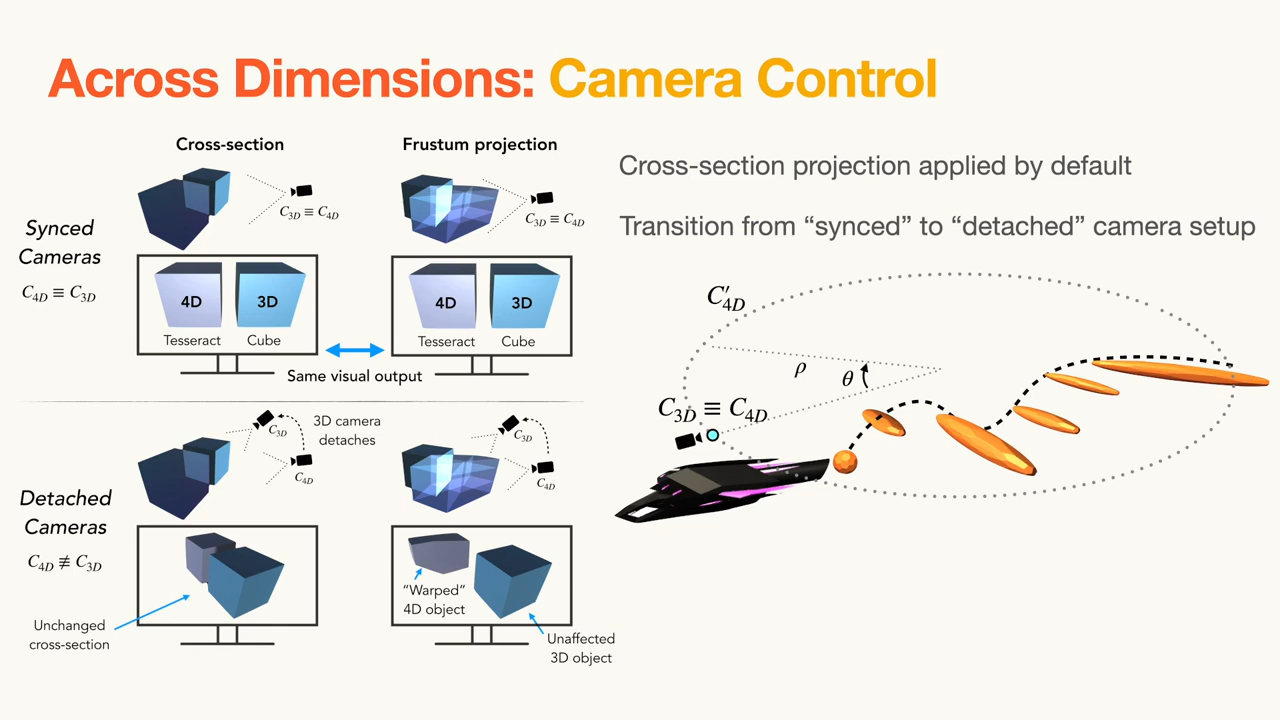 Across Dimensions: Camera Control
Cross-section
Frustum projection
Cross-section projection applied by default
Transition from “synced” to “detached” camera setup
Synced
Cameras
C4D ≡ C3D
C3D ≡ C4D
C3D ≡ C4D
4D
3D
4D
3D
Tesseract
Cube
Tesseract
Cube
Same visual output
Detached
Cameras
C4D ≢ C3D
C3D
3D camera
detaches
C4D
C3D
C4D
“Warped”
4D object
Unchanged
cross-section
Unaffected
3D object
C′4D
ρ
θ
C3D ≡ C4D